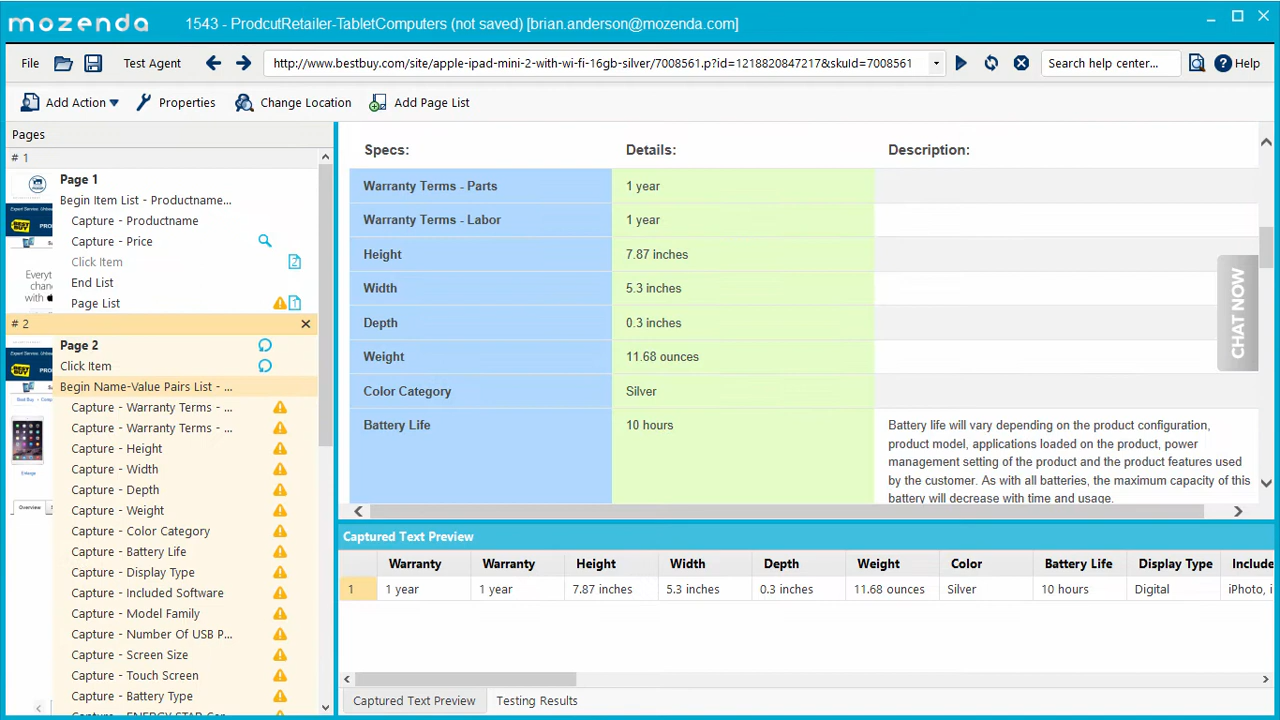 mozenda
1543 - ProdcutRetailer-TabletComputers (not saved) [brian.anderson@mozenda.com]
File Test Agent http://www.bestbuy.com/site/apple-ipad-mini-2-with-wi-fi-16gb-silver/7008561.p?id=1218820847217&skuId=7008561 Search help center... Help
Add Action Properties Change Location Add Page List
Pages
# 1
Page 1
Begin Item List - Productname...
Capture - Productname
Capture - Price
Click Item 2
End List
Page List 1
# 2
Page 2
Click Item
Begin Name-Value Pairs List - ...
Capture - Warranty Terms - ...
Capture - Warranty Terms - ...
Capture - Height
Capture - Width
Capture - Depth
Capture - Weight
Capture - Color Category
Capture - Battery Life
Capture - Display Type
Capture - Included Software
Capture - Model Family
Capture - Number Of USB P...
Capture - Screen Size
Capture - Touch Screen
Capture - Battery Type
BEST BUY
Everyt
chanc
with
BEST BUY
Overview
Specs: Details: Description:
Warranty Terms - Parts 1 year
Warranty Terms - Labor 1 year
Height 7.87 inches
Width 5.3 inches
Depth 0.3 inches
Weight 11.68 ounces
Color Category Silver
Battery Life 10 hours Battery life will vary depending on the product configuration,
product model, applications loaded on the product, power
management setting of the product and the product features used
by the customer. As with all batteries, the maximum capacity of this
battery will decrease with time and usage.
CHAT NOW
Captured Text Preview
Warranty Warranty Height Width Depth Weight Color Battery Life Display Type Include
1 1 year 1 year 7.87 inches 5.3 inches 0.3 inches 11.68 ounces Silver 10 hours Digital iPhoto, i
Captured Text Preview Testing Results